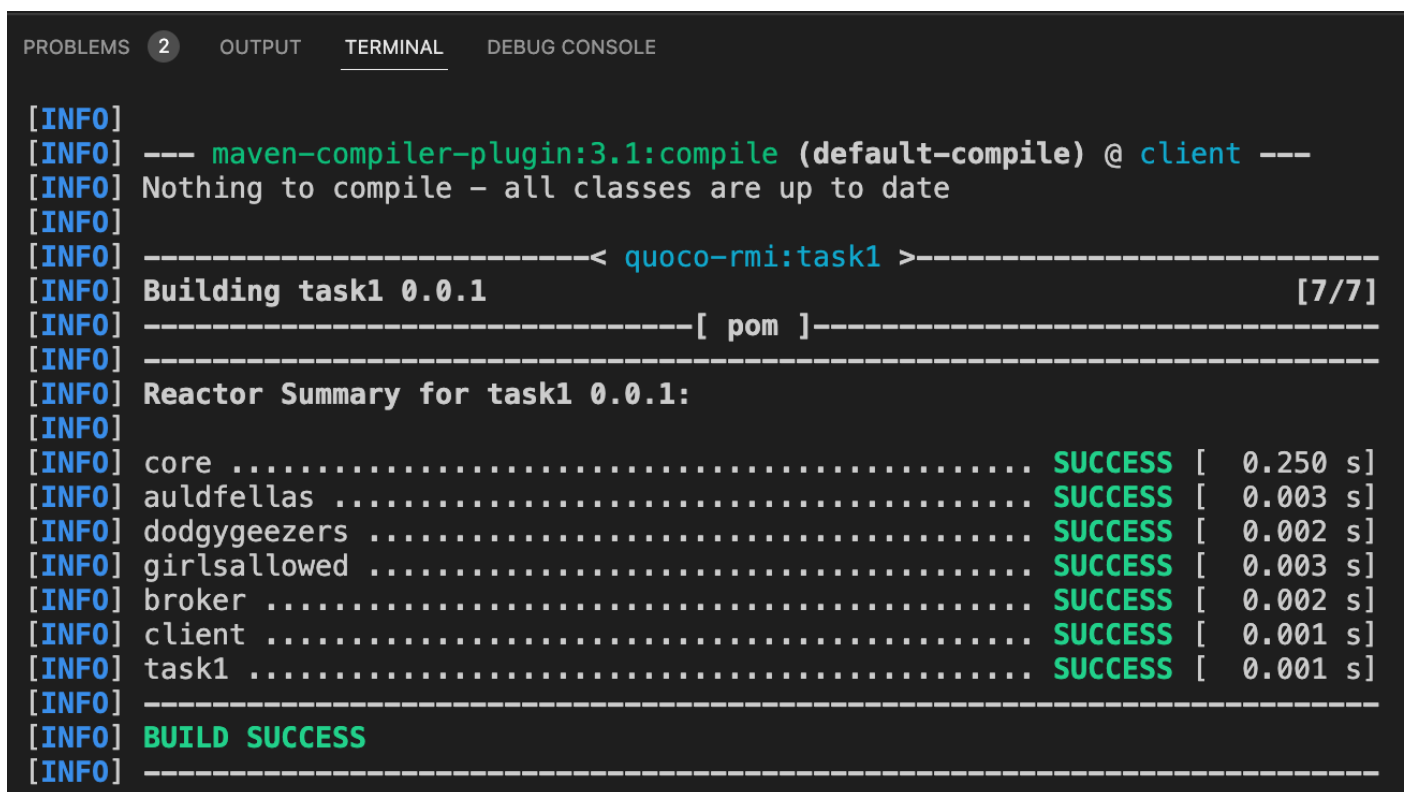 PROBLEMS 2 OUTPUT TERMINAL DEBUG CONSOLE
[INFO]
[INFO] --- maven-compiler-plugin:3.1:compile (default-compile) @ client ---
[INFO] Nothing to compile - all classes are up to date
[INFO]
[INFO] --------------------------< quoco-rmi:task1 >---------------------------
[INFO] Building task1 0.0.1 [7/7]
[INFO] --------------------------------[ pom ]---------------------------------
[INFO] ------------------------------------------------------------------------
[INFO] Reactor Summary for task1 0.0.1:
[INFO]
[INFO] core ............................................... SUCCESS [  0.250 s]
[INFO] auldfellas ......................................... SUCCESS [  0.003 s]
[INFO] dodgygeezers ....................................... SUCCESS [  0.002 s]
[INFO] girlsallowed ....................................... SUCCESS [  0.003 s]
[INFO] broker ............................................. SUCCESS [  0.002 s]
[INFO] client ............................................. SUCCESS [  0.001 s]
[INFO] task1 .............................................. SUCCESS [  0.001 s]
[INFO] ------------------------------------------------------------------------
[INFO] BUILD SUCCESS
[INFO] ------------------------------------------------------------------------